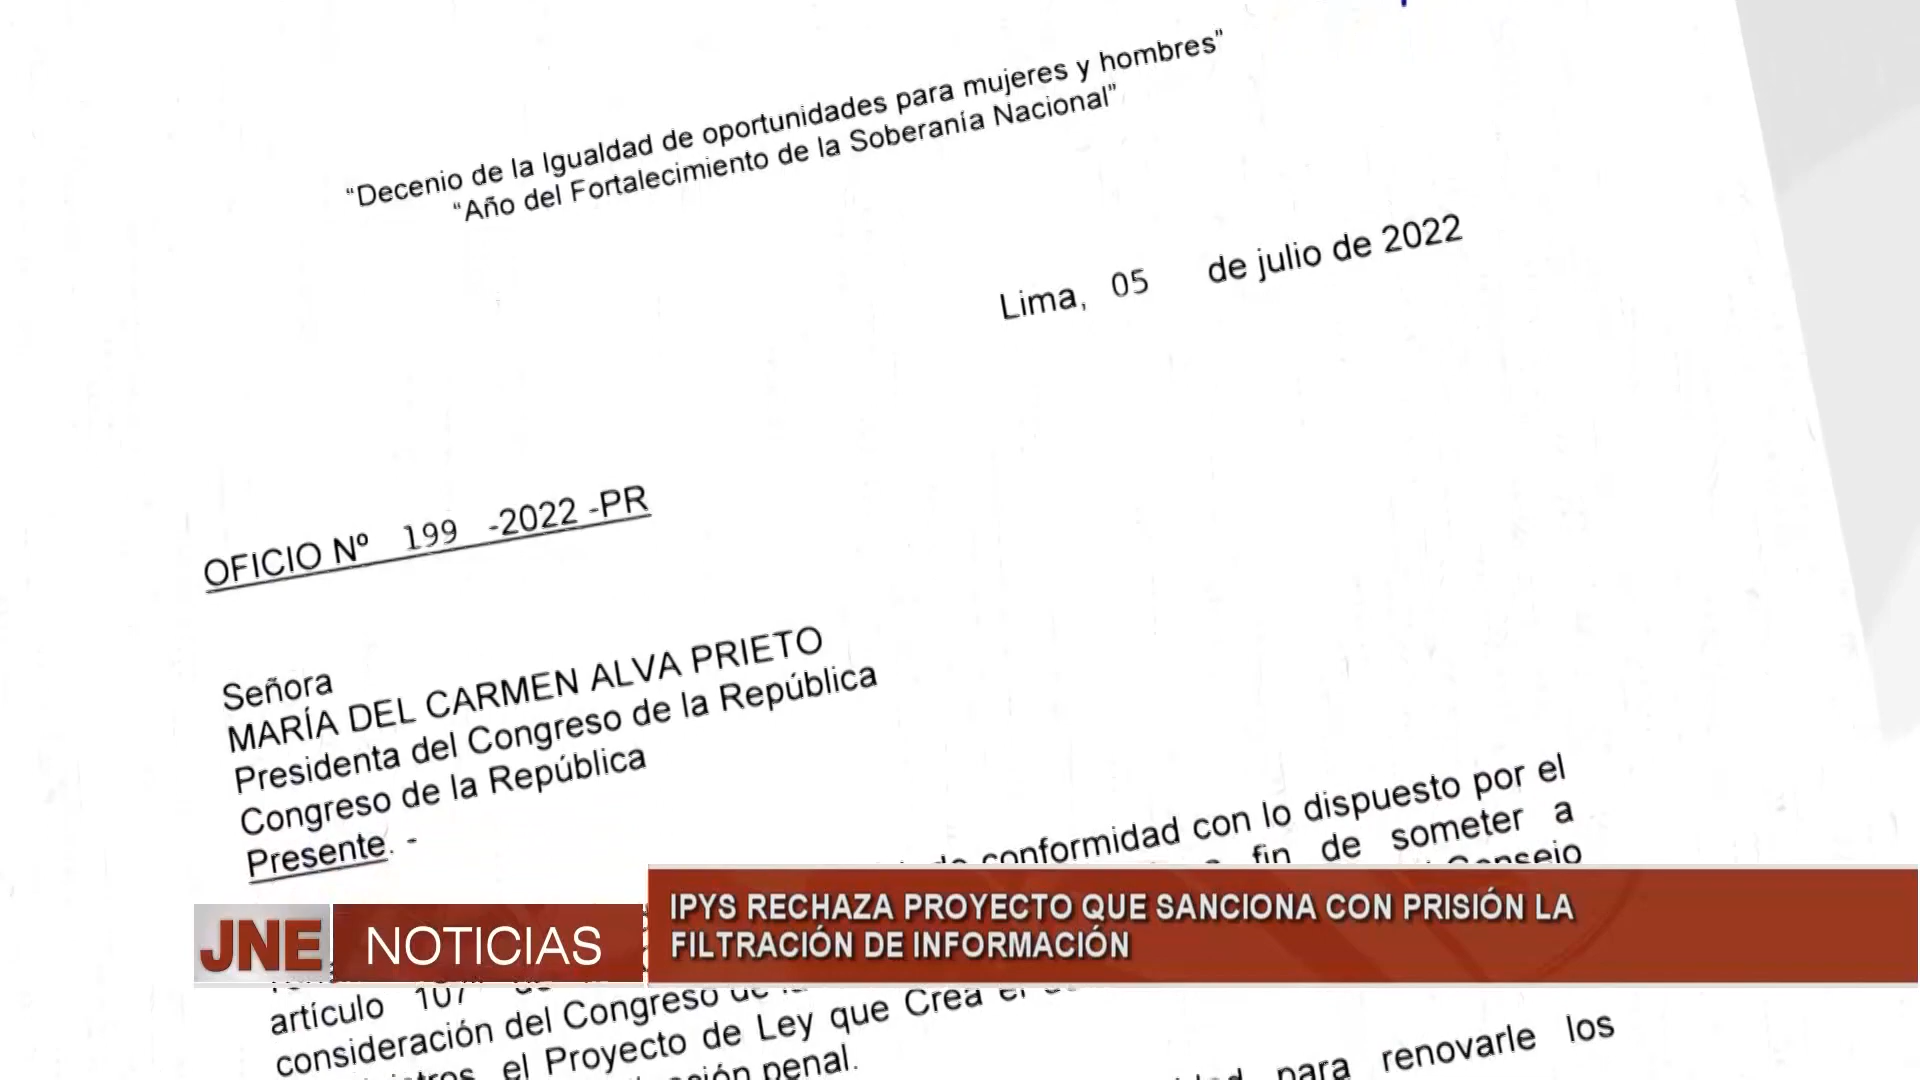 “Decenio de la Igualdad de oportunidades para mujeres y hombres”
“Año del Fortalecimiento de la Soberanía Nacional”
Lima, 05 de julio de 2022
OFICIO Nº 199 -2022 -PR
Señora
MARÍA DEL CARMEN ALVA PRIETO
Presidenta del Congreso de la República
Congreso de la República
Presente. -
conformidad con lo dispuesto por el
fin de someter a
Consejo
JNE NOTICIAS
IPYS RECHAZA PROYECTO QUE SANCIONA CON PRISIÓN LA
FILTRACIÓN DE INFORMACIÓN
artículo 107
consideración del Congreso de
el Proyecto de Ley que Crea el
penal.
para renovarle los